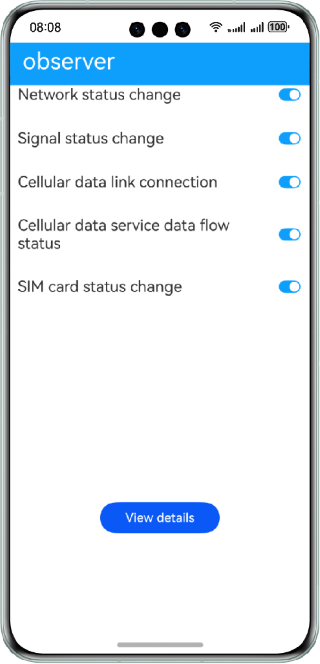 08:08
100
observer
Network status change
Signal status change
Cellular data link connection
Cellular data service data flow
status
SIM card status change
View details